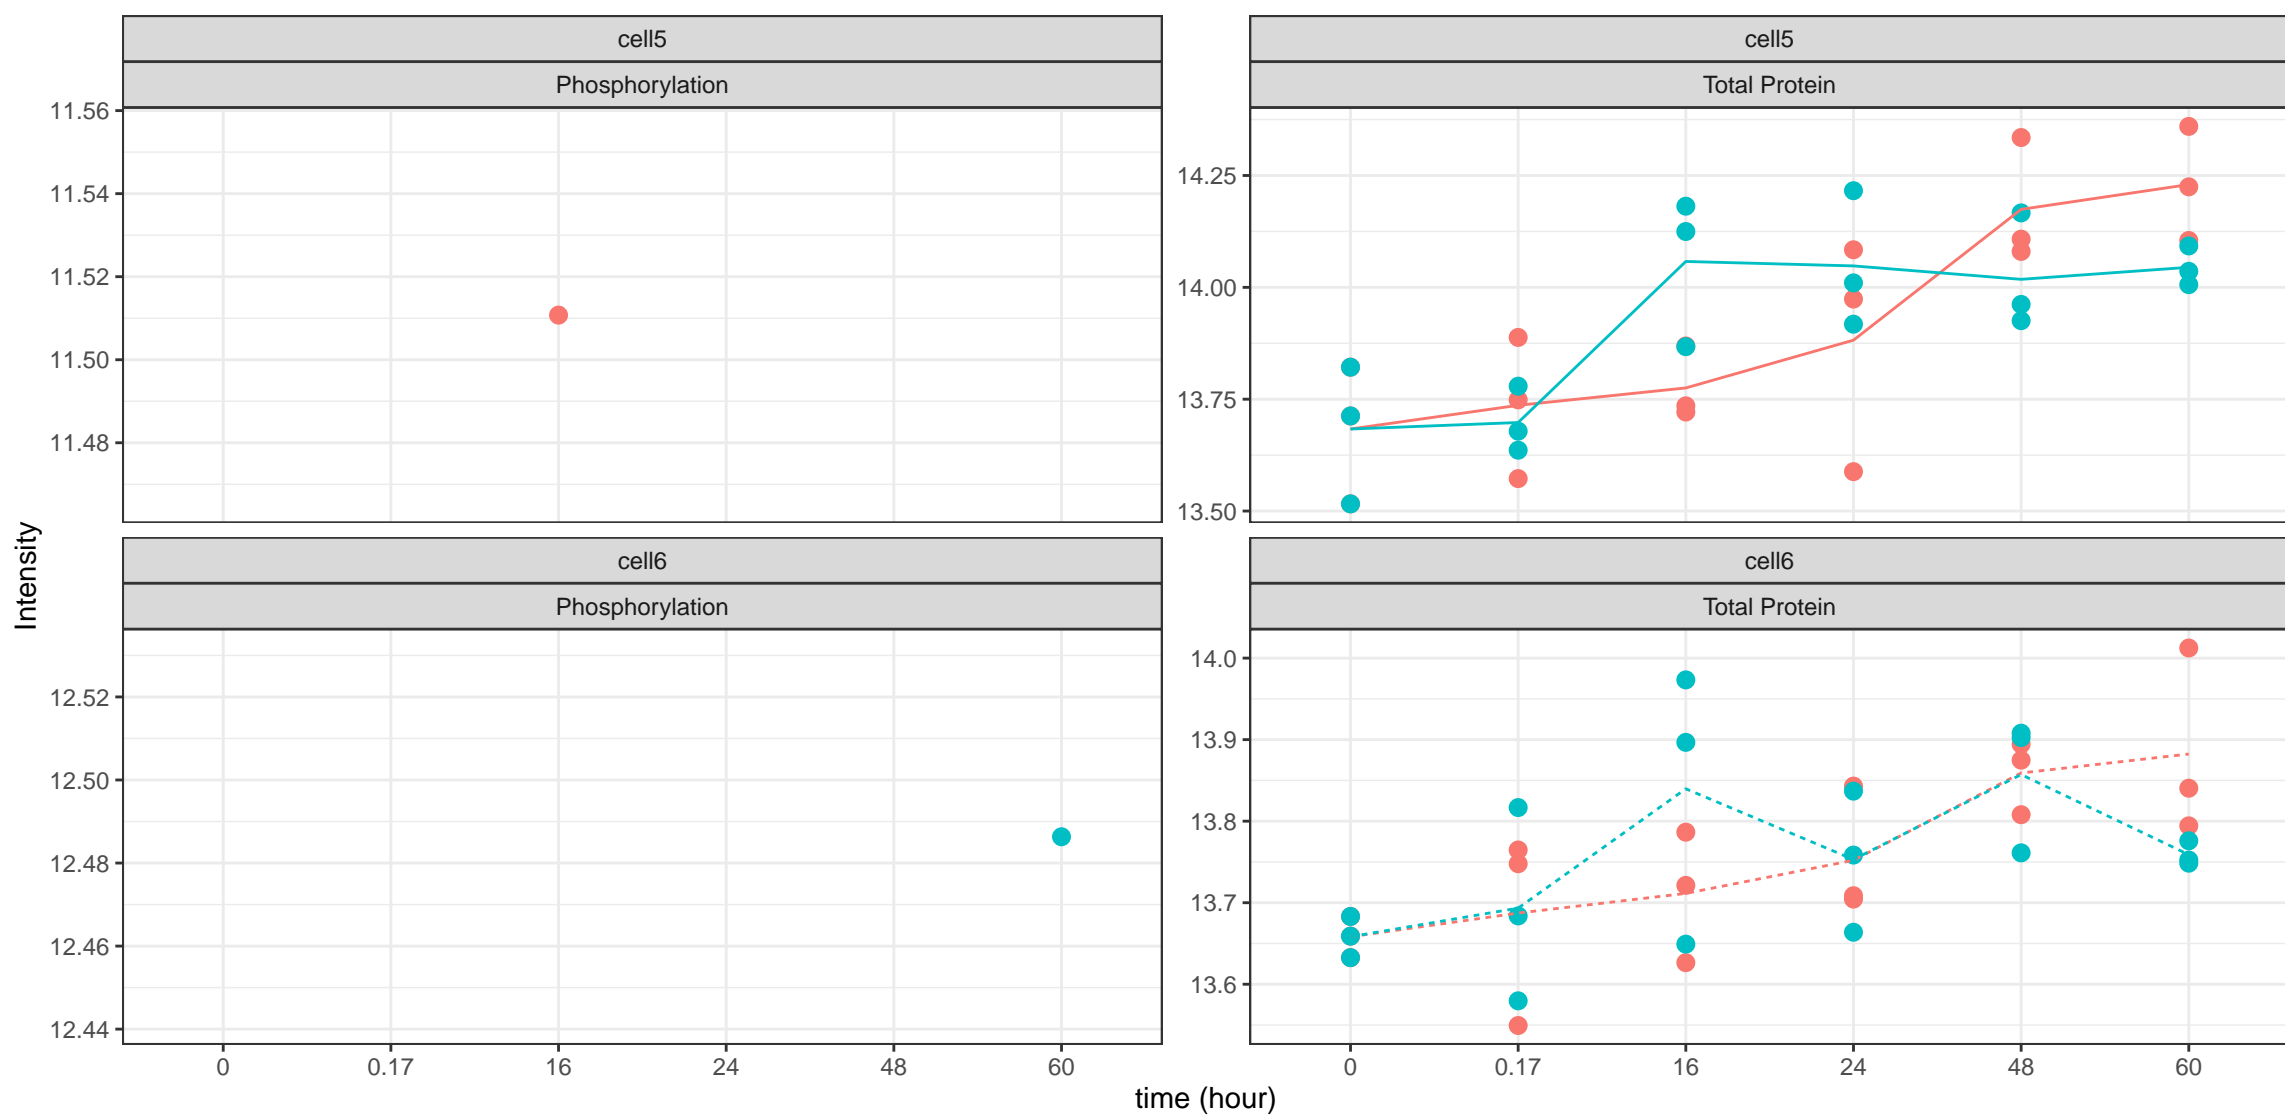 cell5
Phosphorylation
11.56
11.54
11.52
11.50
11.48
cell5
Total Protein
14.25
14.00
13.75
13.50
Intensity
cell6
Phosphorylation
12.52
12.50
12.48
12.46
12.44
0 0.17 16 24 48 60
cell6
Total Protein
14.0
13.9
13.8
13.7
13.6
0 0.17 16 24 48 60
time (hour)